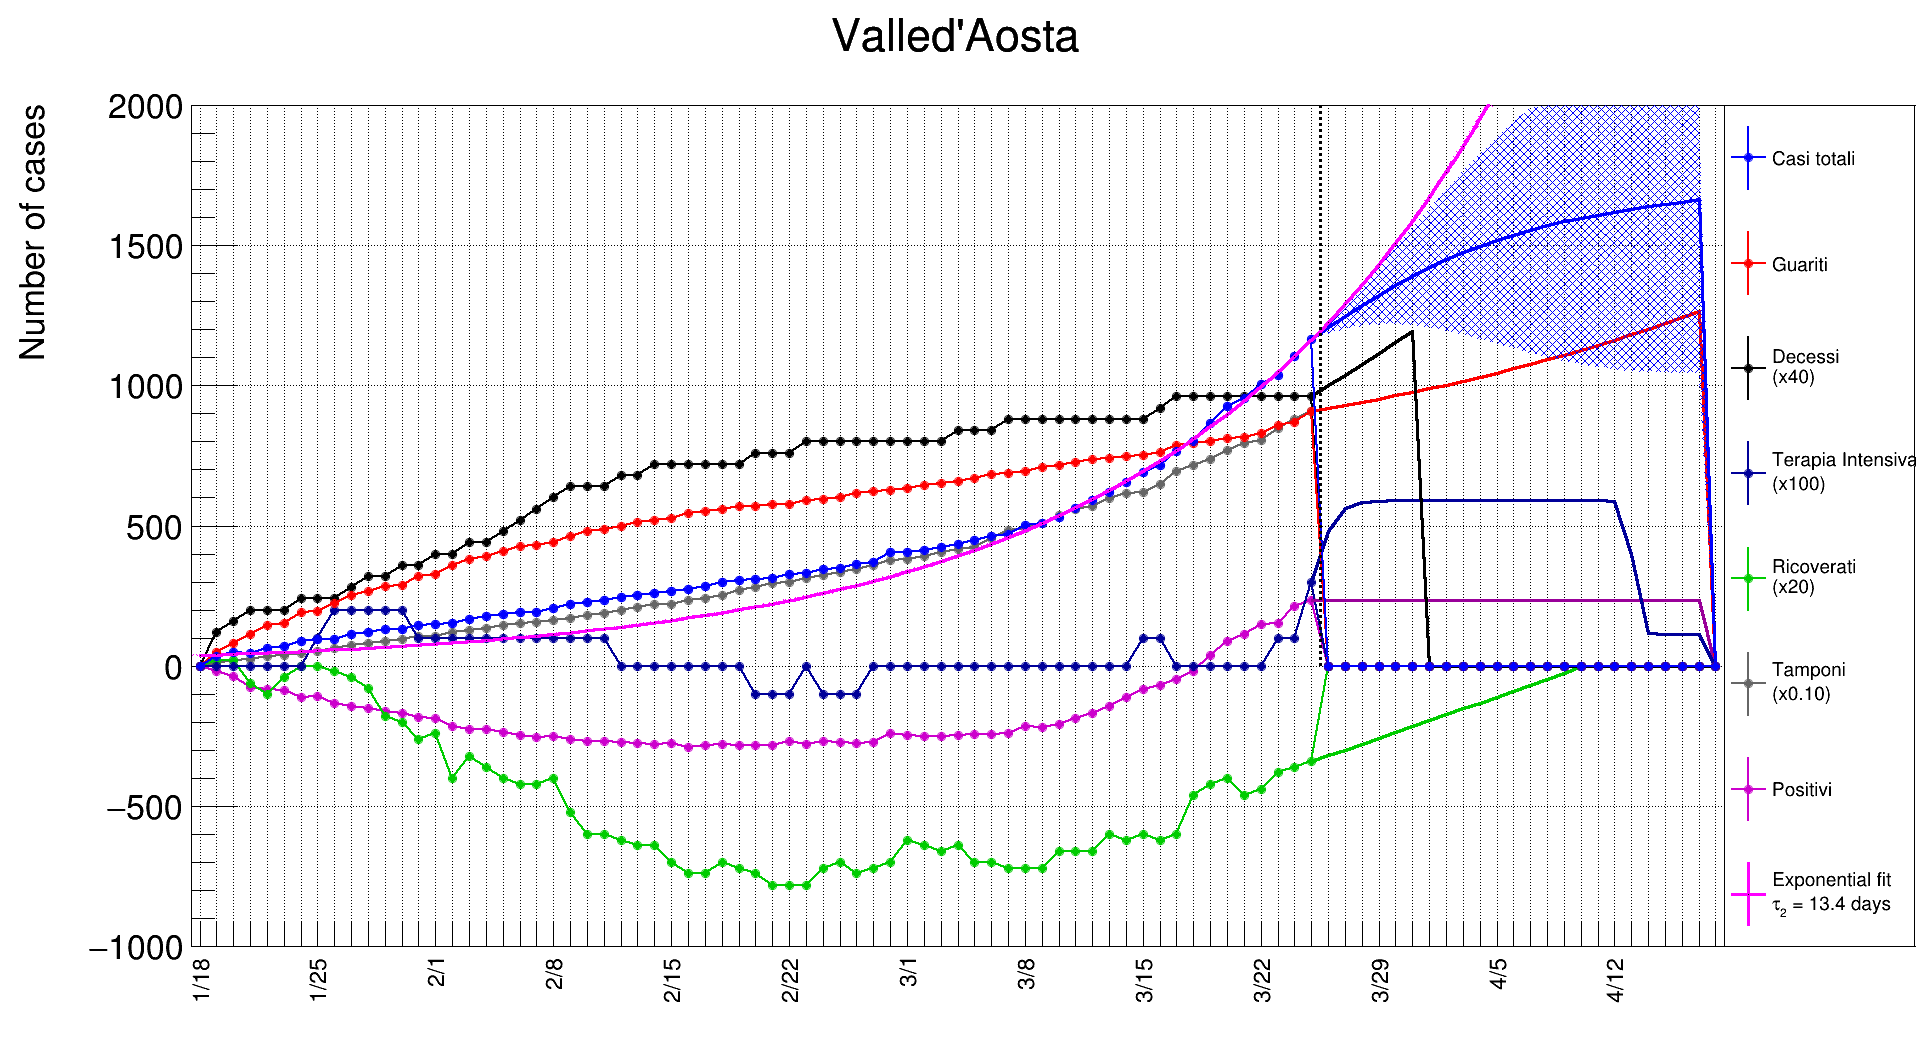 Valled'Aosta
Number of cases
2000
1500
1000
500
0
−500
−1000
1/18
1/25
2/1
2/8
2/15
2/22
3/1
3/8
3/15
3/22
3/29
4/5
4/12
Casi totali
Guariti
Decessi
(x40)
Terapia Intensiva
(x100)
Ricoverati
(x20)
Tamponi
(x0.10)
Positivi
Exponential fit
τ2 = 13.4 days